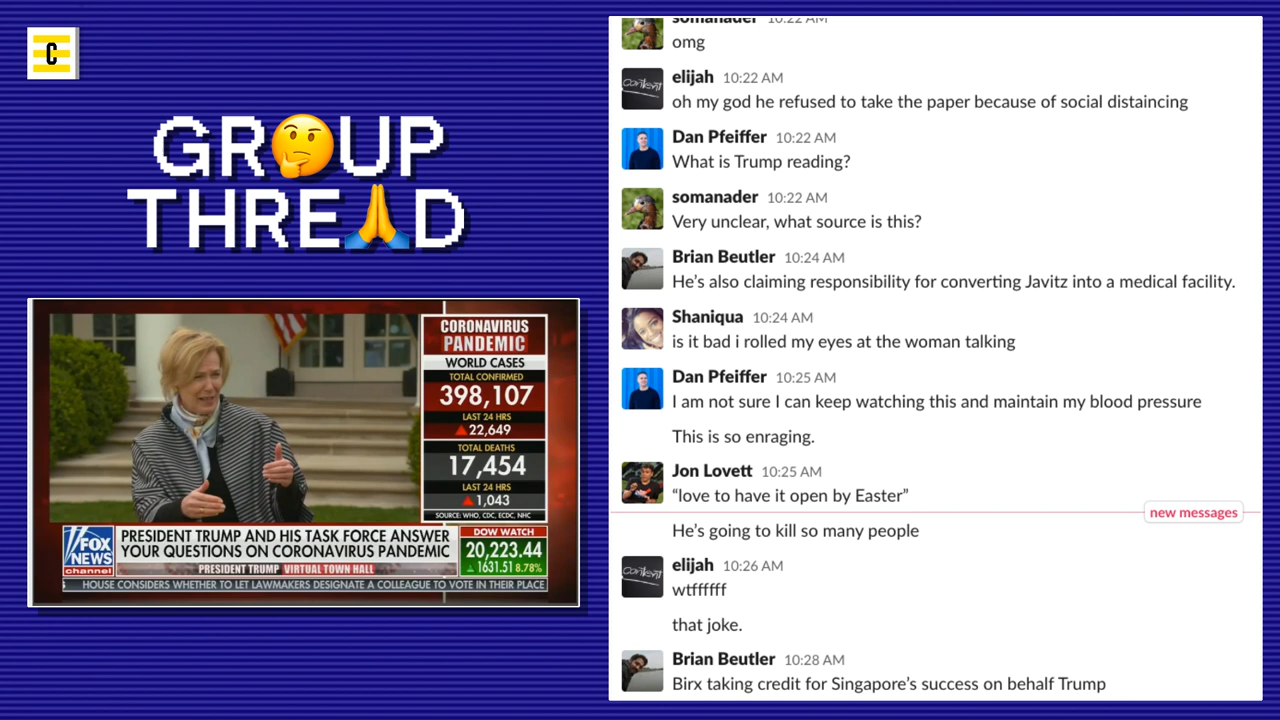 C
GR🤔UP
THRE🙏D
CORONAVIRUS
PANDEMIC
WORLD CASES
TOTAL CONFIRMED
398,107
LAST 24 HRS
▲22,649
TOTAL DEATHS
17,454
LAST 24 HRS
▲1,043
SOURCE: WHO, CDC, ECDC, NHC
FOX
NEWS
channel
PRESIDENT TRUMP AND HIS TASK FORCE ANSWER
YOUR QUESTIONS ON CORONAVIRUS PANDEMIC
PRESIDENT TRUMP VIRTUAL TOWN HALL
DOW WATCH
20,223.44
▲ 1631.51 8.78%
HOUSE CONSIDERS WHETHER TO LET LAWMAKERS DESIGNATE A COLLEAGUE TO VOTE IN THEIR PLACE
somanader 10:22 AM
omg
elijah 10:22 AM
oh my god he refused to take the paper because of social distaincing
Dan Pfeiffer 10:22 AM
What is Trump reading?
somanader 10:22 AM
Very unclear, what source is this?
Brian Beutler 10:24 AM
He's also claiming responsibility for converting Javitz into a medical facility.
Shaniqua 10:24 AM
is it bad i rolled my eyes at the woman talking
Dan Pfeiffer 10:25 AM
I am not sure I can keep watching this and maintain my blood pressure
This is so enraging.
Jon Lovett 10:25 AM
“love to have it open by Easter”
new messages
He's going to kill so many people
elijah 10:26 AM
wtffffff
that joke.
Brian Beutler 10:28 AM
Birx taking credit for Singapore's success on behalf Trump